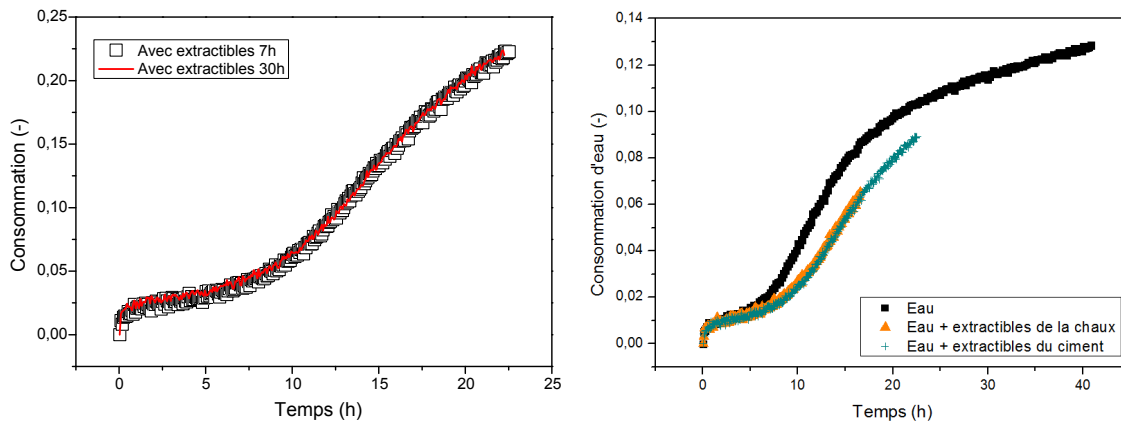 0,25
0,20
0,15
0,10
0,05
0,00
Consommation (-)
Avec extractibles 7h
Avec extractibles 30h
0
5
10
15
20
25
Temps (h)
0,14
0,12
0,10
0,08
0,06
0,04
0,02
0,00
Consommation d'eau (-)
Eau
Eau + extractibles de la chaux
Eau + extractibles du ciment
0
10
20
30
40
Temps (h)